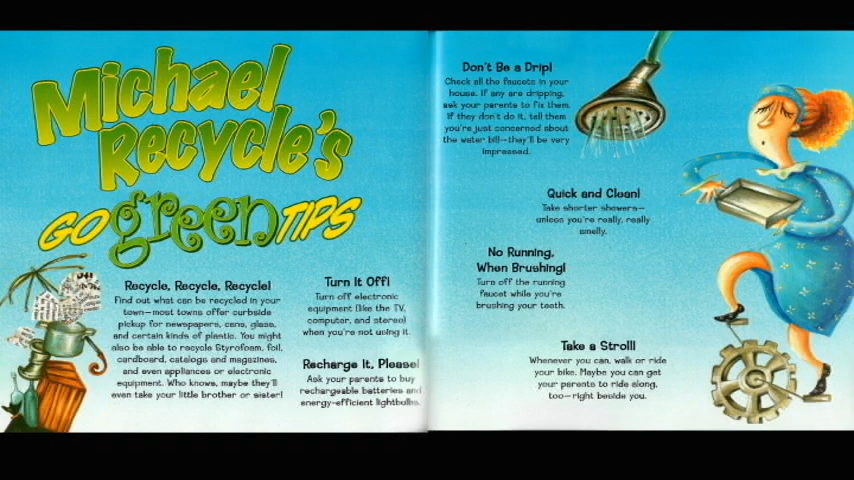 Michael
Recycle's
GO green TIPS
Recycle, Recycle, Recycle!
Find out what can be recycled in your
town—most towns offer curbside
pickup for newspapers, cans, glass,
and certain kinds of plastic. You might
also be able to recycle Styrofoam, foil,
cardboard, catalogs and magazines,
and even appliances or electronic
equipment. Who knows, maybe they'll
even take your little brother or sister!
Turn It Off!
Turn off electronic
equipment (like the TV,
computer, and stereo)
when you're not using it.
Recharge It, Please!
Ask your parents to buy
rechargeable batteries and
energy-efficient lightbulbs.
Don't Be a Drip!
Check all the faucets in your
house. If any are dripping,
ask your parents to fix them.
If they don't do it, tell them
you're just concerned about
the water bill—they'll be very
impressed.
Quick and Clean!
Take shorter showers—
unless you're really, really
smelly.
No Running,
When Brushing!
Turn off the running
faucet while you're
brushing your teeth.
Take a Stroll!
Whenever you can, walk or ride
your bike. Maybe you can get
your parents to ride along,
too—right beside you.